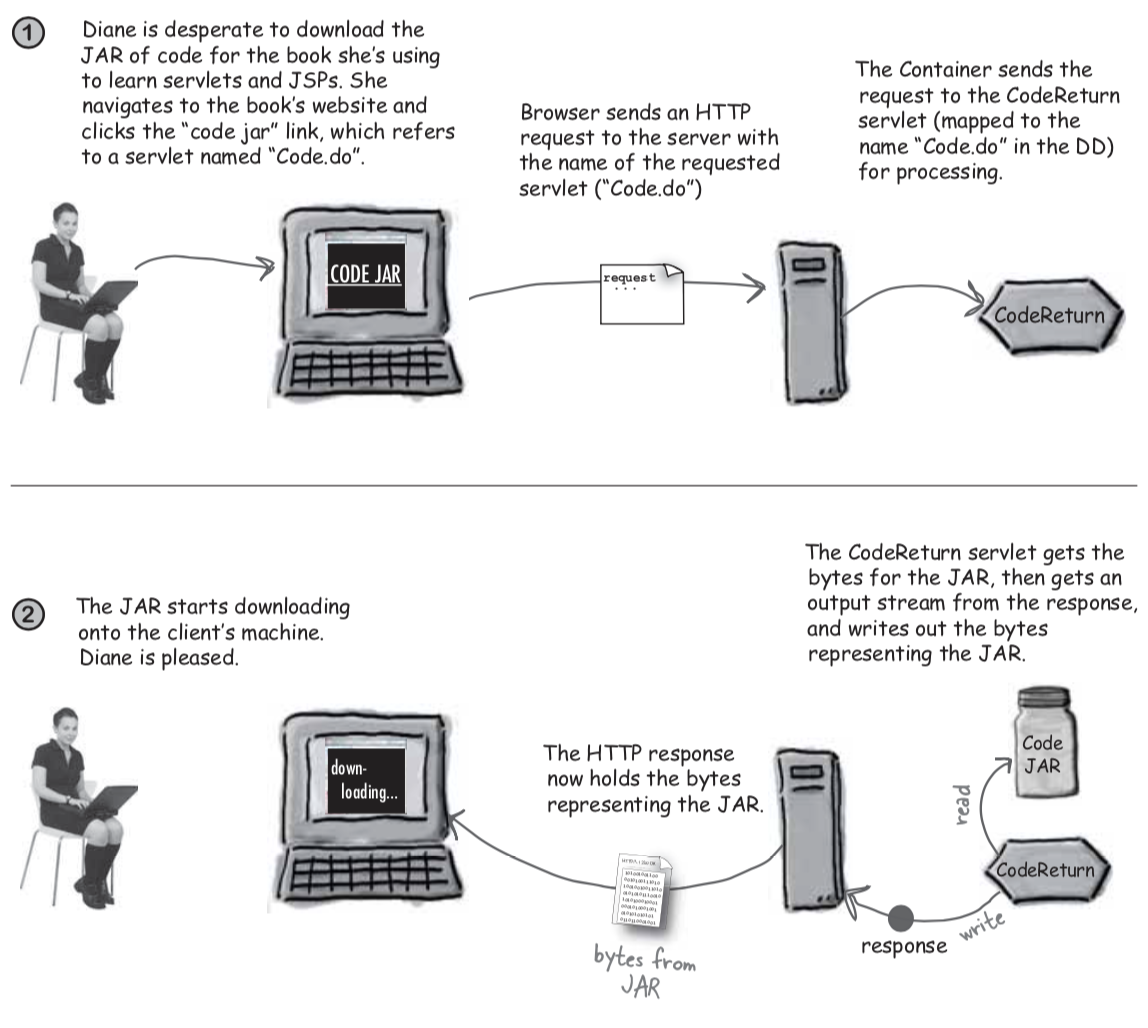 1
Diane is desperate to download the
JAR of code for the book she's using
to learn servlets and JSPs. She
navigates to the book's website and
clicks the "code jar" link, which refers
to a servlet named "Code.do".
Browser sends an HTTP
request to the server with
the name of the requested
servlet ("Code.do")
The Container sends the
request to the CodeReturn
servlet (mapped to the
name "Code.do" in the DD)
for processing.
CODE JAR
request
...
CodeReturn
2
The JAR starts downloading
onto the client's machine.
Diane is pleased.
The CodeReturn servlet gets the
bytes for the JAR, then gets an
output stream from the response,
and writes out the bytes
representing the JAR.
down-
loading...
The HTTP response
now holds the bytes
representing the JAR.
Code
JAR
read
CodeReturn
write
response
bytes from
JAR